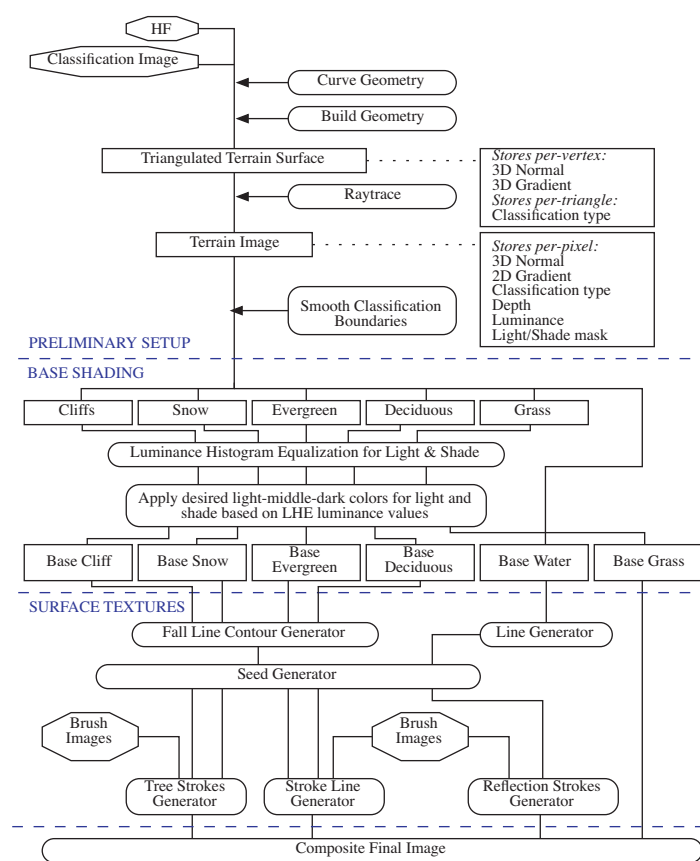 HF
Classification Image
Curve Geometry
Build Geometry
Triangulated Terrain Surface
Stores per-vertex:
3D Normal
3D Gradient
Stores per-triangle:
Classification type
Raytrace
Terrain Image
Stores per-pixel:
3D Normal
2D Gradient
Classification type
Depth
Luminance
Light/Shade mask
Smooth Classification
Boundaries
PRELIMINARY SETUP
BASE SHADING
Cliffs
Snow
Evergreen
Deciduous
Grass
Luminance Histogram Equalization for Light & Shade
Apply desired light-middle-dark colors for light and
shade based on LHE luminance values
Base Cliff
Base Snow
Base
Evergreen
Base
Deciduous
Base Water
Base Grass
SURFACE TEXTURES
Fall Line Contour Generator
Line Generator
Seed Generator
Brush
Images
Brush
Images
Tree Strokes
Generator
Stroke Line
Generator
Reflection Strokes
Generator
Composite Final Image